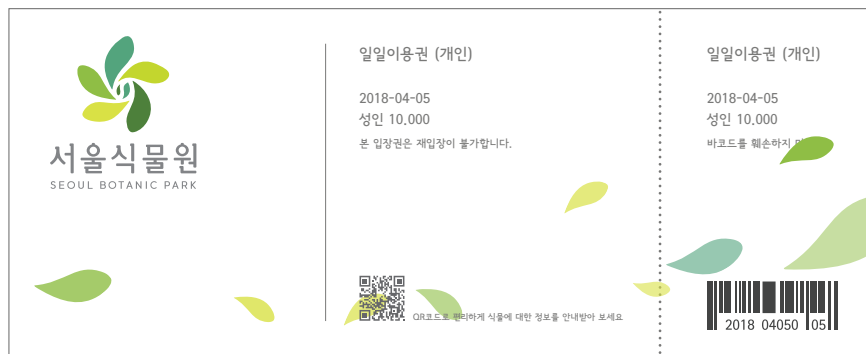 서울식물원
SEOUL BOTANIC PARK
일일이용권 (개인)
2018-04-05
성인 10.000
본 입장권은 재입장이 불가합니다.
QR코드로 편리하게 식물에 대한 정보를 안내받아 보세요
일일이용권 (개인)
2018-04-05
성인 10.000
바코드를 훼손하지
2018 04050 05